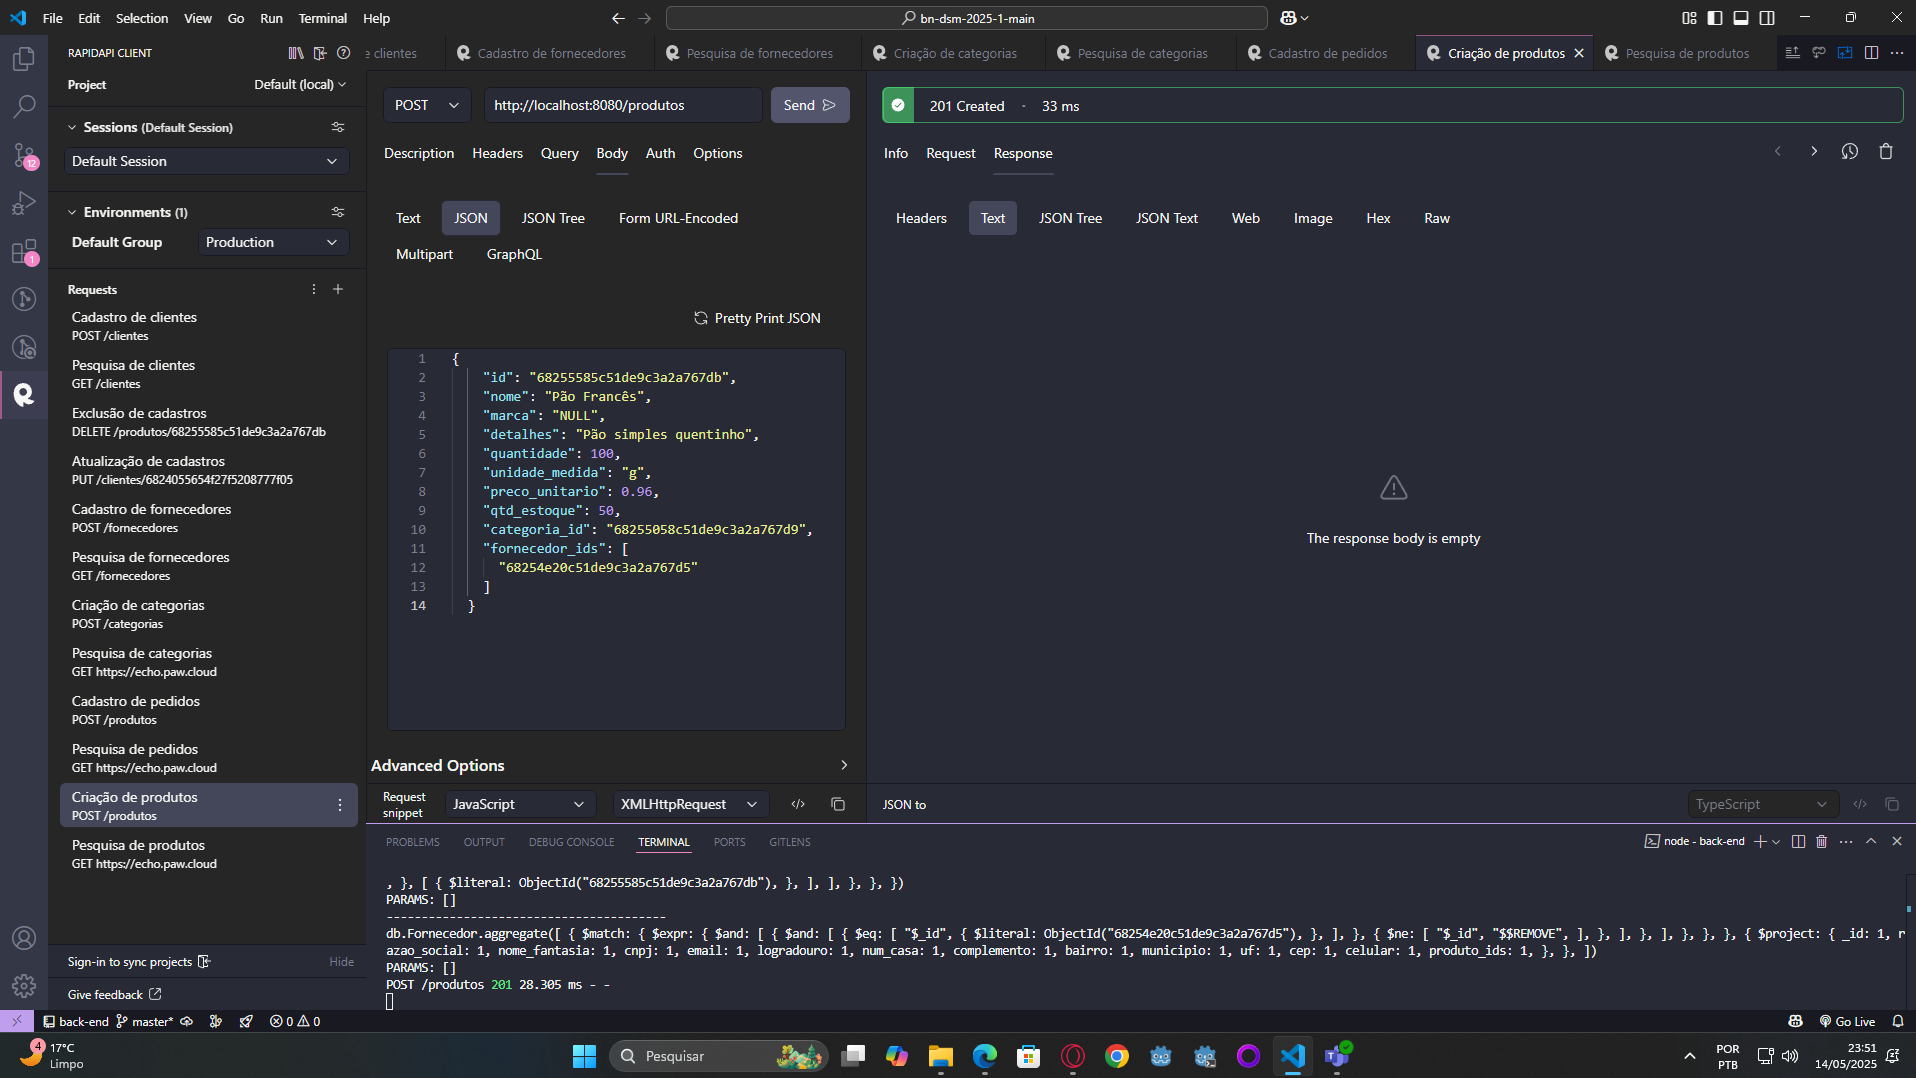 File Edit Selection View Go Run Terminal Help
bn-dsm-2025-1-main
RAPIDAPI CLIENT
e clientes
Cadastro de fornecedores
Pesquisa de fornecedores
Criação de categorias
Pesquisa de categorias
Cadastro de pedidos
Criação de produtos
Pesquisa de produtos
Project
Default (local)
Sessions (Default Session)
Default Session
Environments (1)
Default Group
Production
Requests
Cadastro de clientes
POST /clientes
Pesquisa de clientes
GET /clientes
Exclusão de cadastros
DELETE /produtos/68255585c51de9c3a2a767db
Atualização de cadastros
PUT /clientes/6824055654f27f5208777f05
Cadastro de fornecedores
POST /fornecedores
Pesquisa de fornecedores
GET /fornecedores
Criação de categorias
POST /categorias
Pesquisa de categorias
GET https://echo.paw.cloud
Cadastro de pedidos
POST /produtos
Pesquisa de pedidos
GET https://echo.paw.cloud
Criação de produtos
POST /produtos
Pesquisa de produtos
GET https://echo.paw.cloud
Sign-in to sync projects
Hide
Give feedback
12
1
POST
http://localhost:8080/produtos
Send
Description Headers Query Body Auth Options
Text JSON JSON Tree Form URL-Encoded
Multipart GraphQL
Pretty Print JSON
1 {
2 "id": "68255585c51de9c3a2a767db",
3 "nome": "Pão Francês",
4 "marca": "NULL",
5 "detalhes": "Pão simples quentinho",
6 "quantidade": 100,
7 "unidade_medida": "g",
8 "preco_unitario": 0.96,
9 "qtd_estoque": 50,
10 "categoria_id": "68255058c51de9c3a2a767d9",
11 "fornecedor_ids": [
12 "68254e20c51de9c3a2a767d5"
13 ]
14 }
Advanced Options
Request snippet
JavaScript
XMLHttpRequest
201 Created - 33 ms
Info Request Response
Headers Text JSON Tree JSON Text Web Image Hex Raw
The response body is empty
JSON to
TypeScript
PROBLEMS OUTPUT DEBUG CONSOLE TERMINAL PORTS GITLENS
node - back-end
, }, [ { $literal: ObjectId("68255585c51de9c3a2a767db"), }, ], ], }, }, })
PARAMS: []
----------------------------------------
db.Fornecedor.aggregate([ { $match: { $expr: { $and: [ { $and: [ { $eq: [ "$_id", { $literal: ObjectId("68254e20c51de9c3a2a767d5"), }, ], }, { $ne: [ "$_id", "$$REMOVE", ], }, ], }, ], }, }, }, { $project: { _id: 1, r
azao_social: 1, nome_fantasia: 1, cnpj: 1, email: 1, logradouro: 1, num_casa: 1, complemento: 1, bairro: 1, municipio: 1, uf: 1, cep: 1, celular: 1, produto_ids: 1, }, }, ])
PARAMS: []
POST /produtos 201 28.305 ms - -
back-end
master*
0 0
Go Live
4
17°C
Limpo
Pesquisar
POR
PTB
23:51
14/05/2025